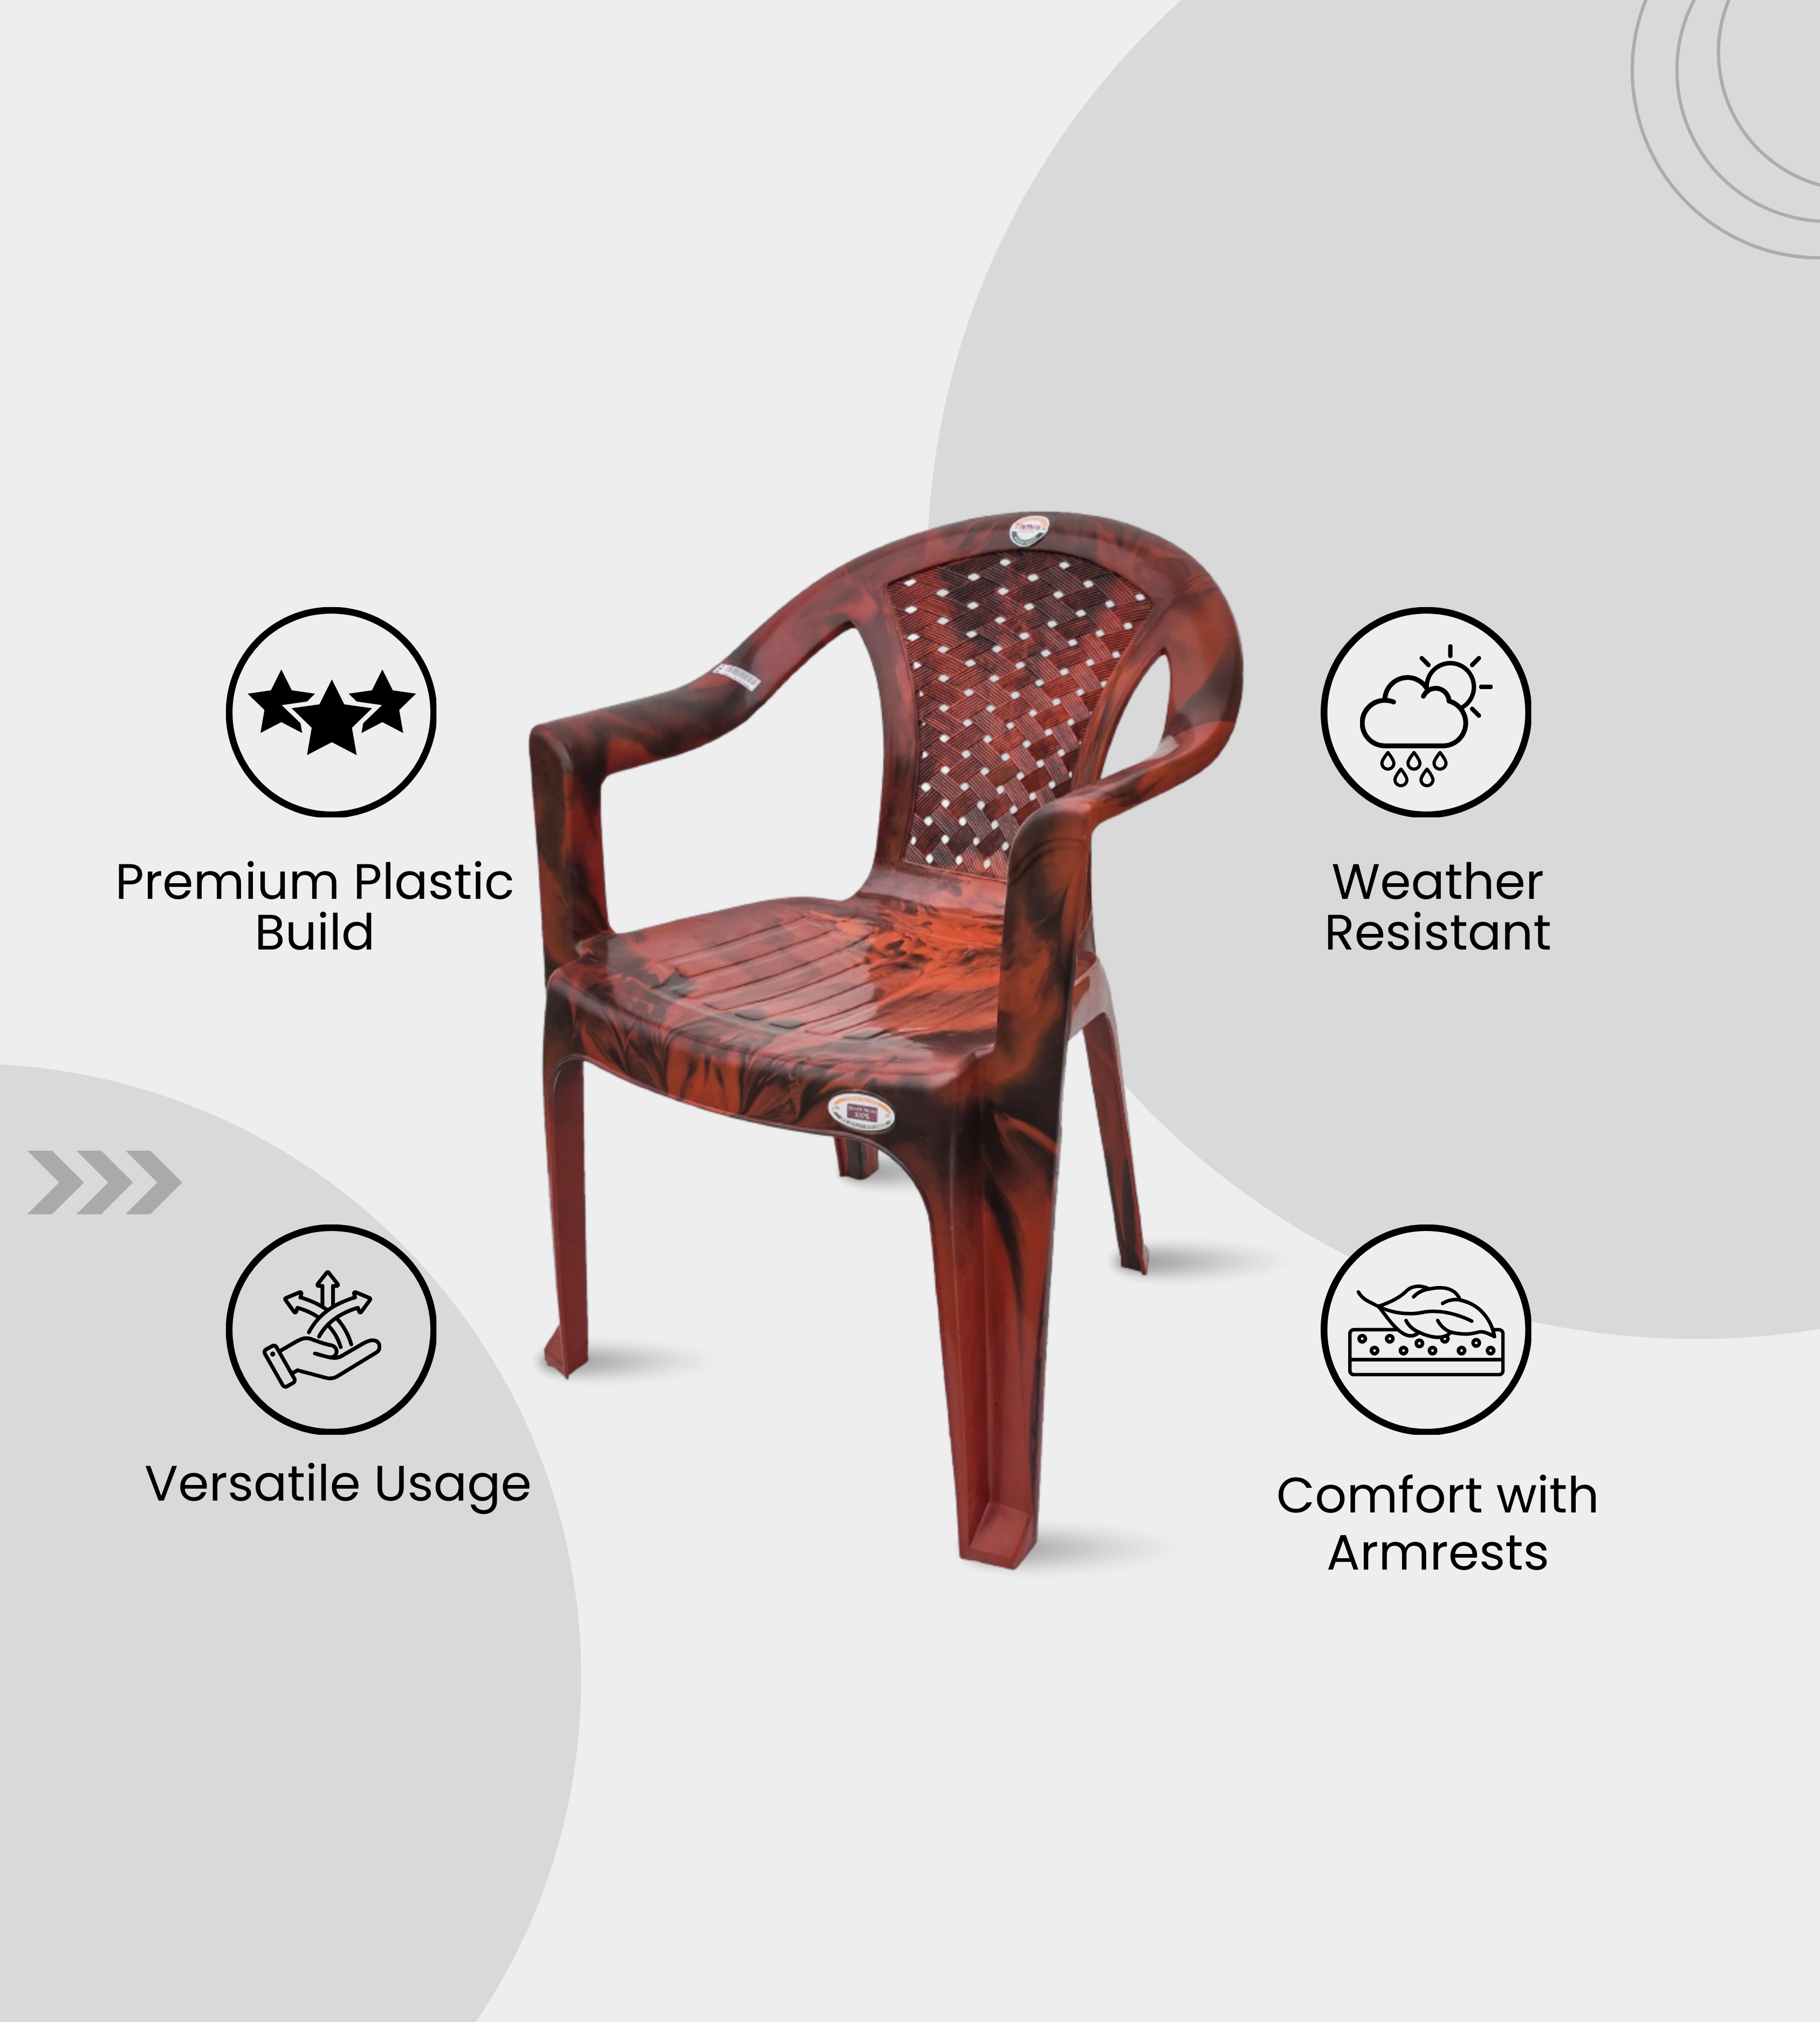 Premium Plastic
Build
Weather
Resistant
Versatile Usage
Comfort with
Armrests